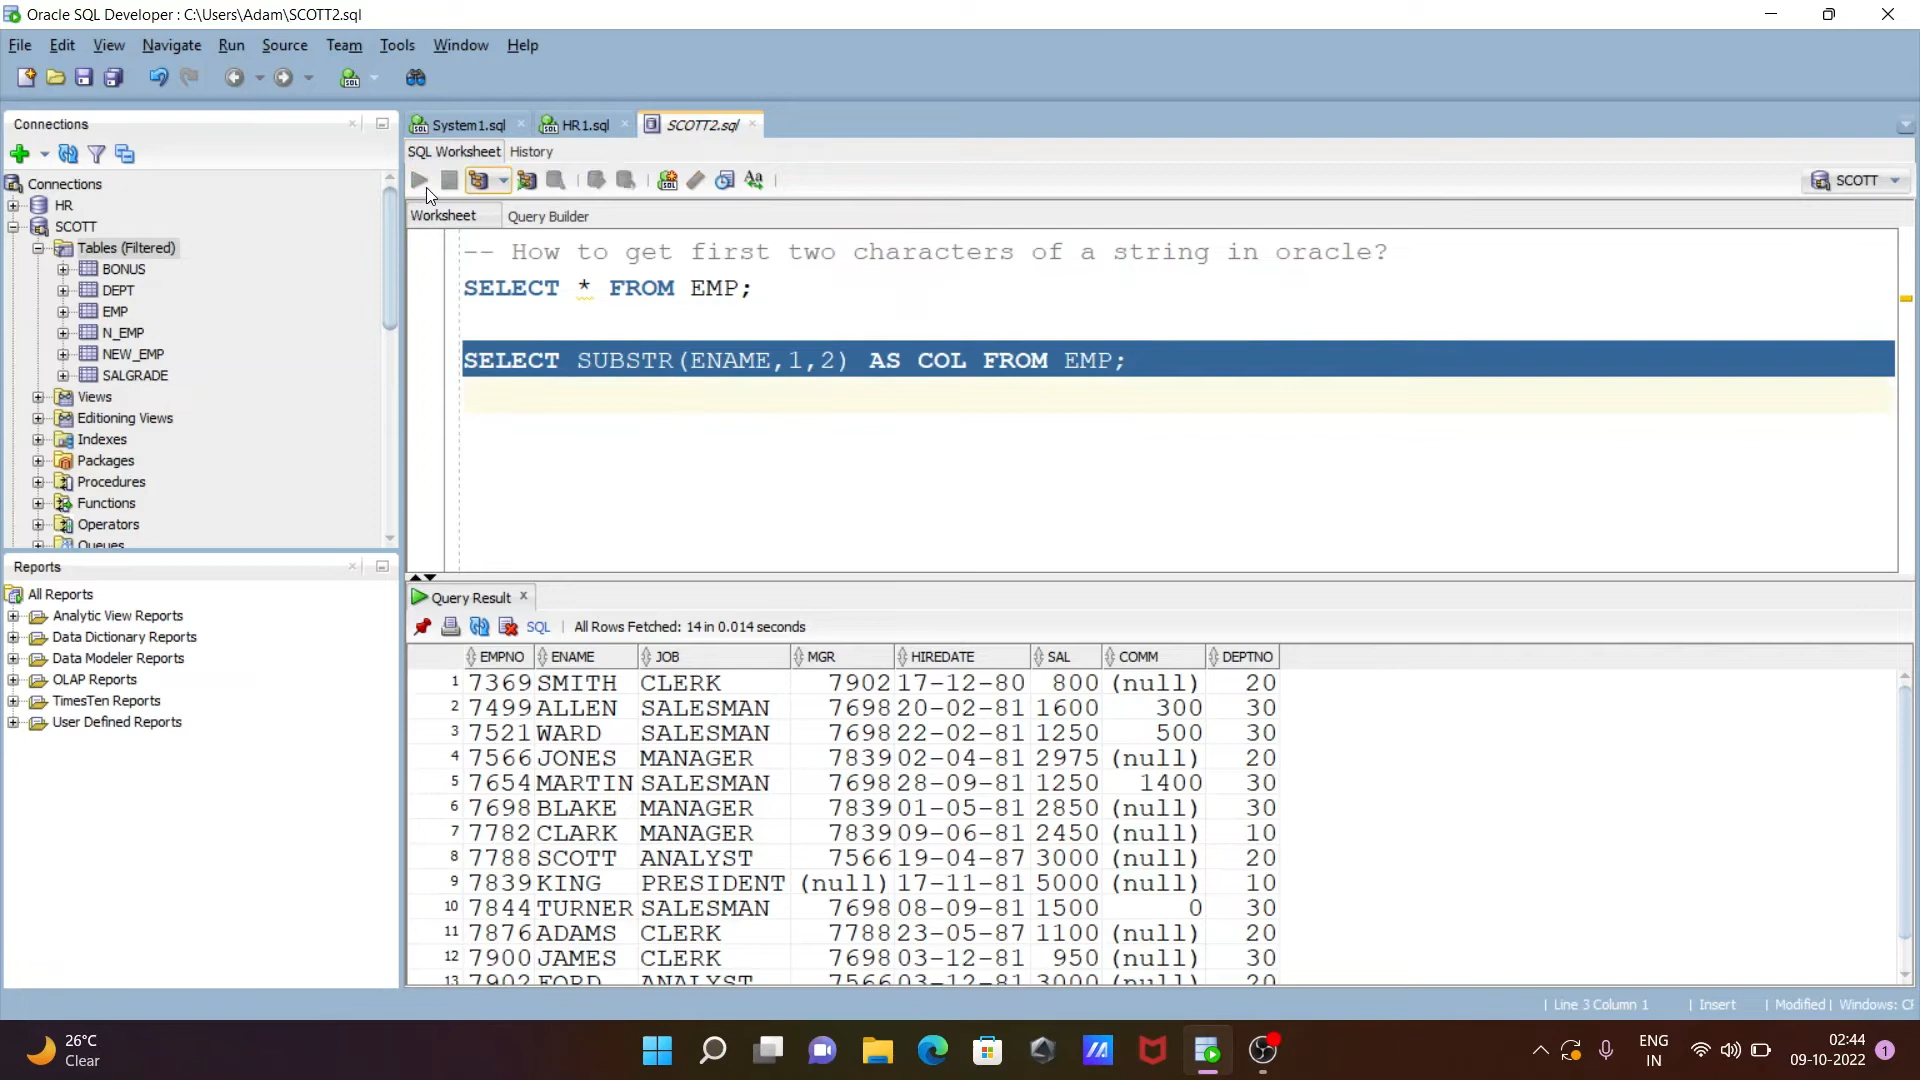 Oracle SQL Developer : C:\Users\Adam\SCOTT2.sql
File Edit View Navigate Run Source Team Tools Window Help
Connections
System1.sql HR1.sql SCOTT2.sql
SQL Worksheet History
SCOTT
Worksheet Query Builder
Connections
HR
SCOTT
Tables (Filtered)
BONUS
DEPT
EMP
N_EMP
NEW_EMP
SALGRADE
Views
Editioning Views
Indexes
Packages
Procedures
Functions
Operators
Queues
-- How to get first two characters of a string in oracle?
SELECT * FROM EMP;
SELECT SUBSTR(ENAME,1,2) AS COL FROM EMP;
Reports
All Reports
Analytic View Reports
Data Dictionary Reports
Data Modeler Reports
OLAP Reports
TimesTen Reports
User Defined Reports
Query Result
SQL | All Rows Fetched: 14 in 0.014 seconds
EMPNO ENAME JOB MGR HIREDATE SAL COMM DEPTNO
1 7369 SMITH CLERK 7902 17-12-80 800 (null) 20
2 7499 ALLEN SALESMAN 7698 20-02-81 1600 300 30
3 7521 WARD SALESMAN 7698 22-02-81 1250 500 30
4 7566 JONES MANAGER 7839 02-04-81 2975 (null) 20
5 7654 MARTIN SALESMAN 7698 28-09-81 1250 1400 30
6 7698 BLAKE MANAGER 7839 01-05-81 2850 (null) 30
7 7782 CLARK MANAGER 7839 09-06-81 2450 (null) 10
8 7788 SCOTT ANALYST 7566 19-04-87 3000 (null) 20
9 7839 KING PRESIDENT (null) 17-11-81 5000 (null) 10
10 7844 TURNER SALESMAN 7698 08-09-81 1500 0 30
11 7876 ADAMS CLERK 7788 23-05-87 1100 (null) 20
12 7900 JAMES CLERK 7698 03-12-81 950 (null) 30
13 7902 FORD ANALYST 7566 03-12-81 3000 (null) 20
| Line 3 Column 1 | Insert | Modified | Windows:
26°C
Clear
ENG
IN
02:44
09-10-2022
1